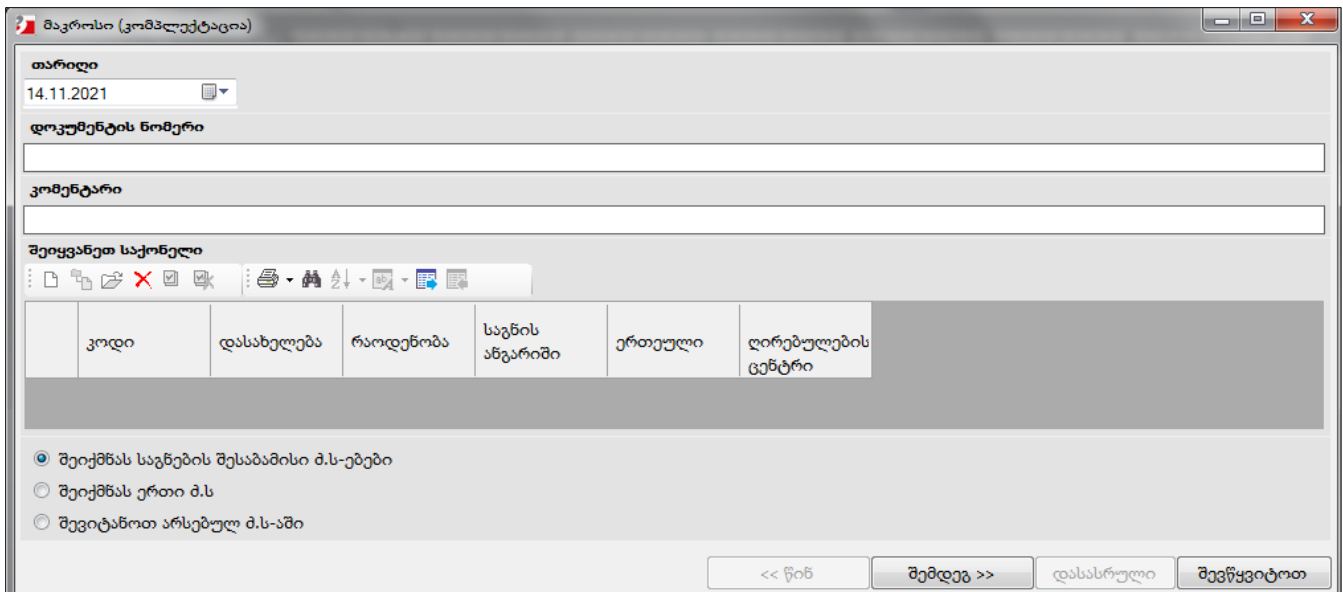 მაკროსი (კომპლექტაცია)
თარიღი
14.11.2021
დოკუმენტის ნომერი
კომენტარი
შეიყვანეთ საქონელი
კოდი დასახელება რაოდენობა საგნის ანგარიში ერთეული ღირებულების ცენტრი
შეიქმნას საგნების შესაბამისი მ.ს-ებები
შეიქმნას ერთი მ.ს
შევიტანოთ არსებულ მ.ს-აში
<< წინ შემდეგ >> დასასრული შევწყვიტოთ